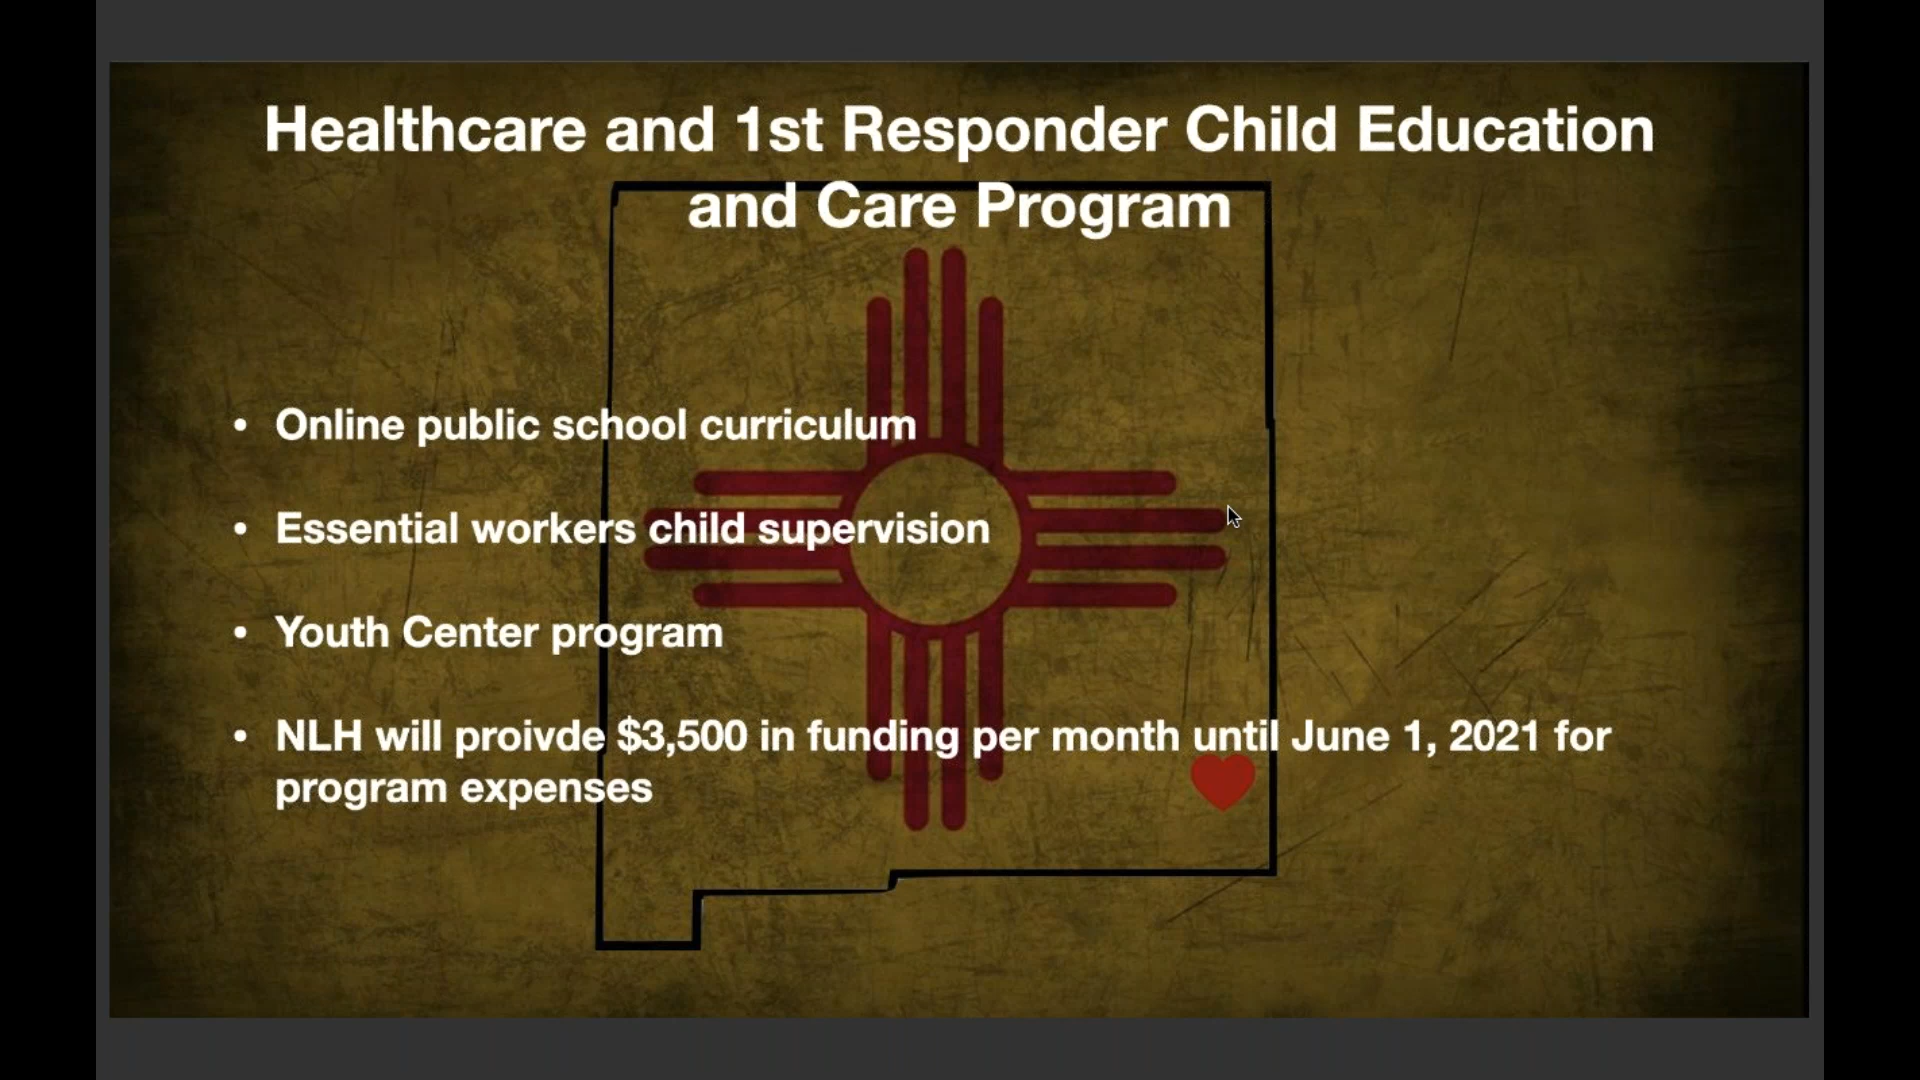 Healthcare and 1st Responder Child Education
and Care Program
• Online public school curriculum
• Essential workers child supervision
• Youth Center program
• NLH will proivde $3,500 in funding per month until June 1, 2021 for
program expenses